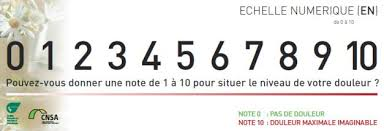 ECHELLE NUMERIQUE [EN]
de 0 à 10
0 1 2 3 4 5 6 7 8 9 10
Pouvez-vous donner une note de 1 à 10 pour situer le niveau de votre douleur ?
CNSA
NOTE 0 : PAS DE DOULEUR
NOTE 10 : DOULEUR MAXIMALE IMAGINABLE